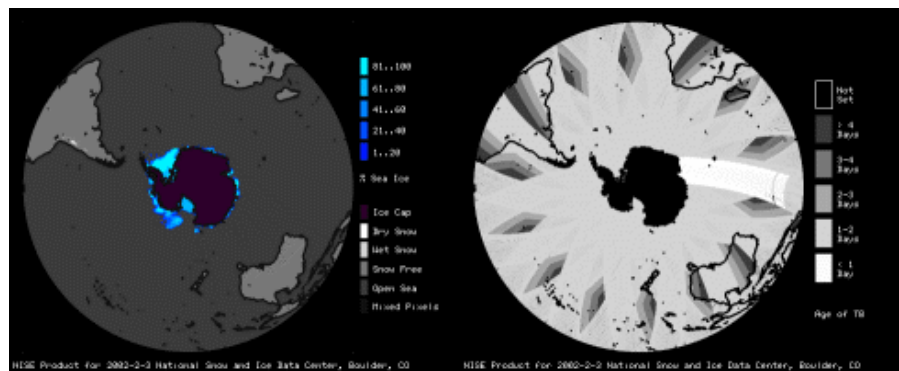 81..100
61..80
41..60
21..40
1..20
% Sea Ice
Ice Cap
Dry Snow
Wet Snow
Snow Free
Open Sea
Mixed Pixels
NISE Product for 2002-2-3 National Snow and Ice Data Center, Boulder, CO
Not
Set
> 4
Days
3-4
Days
2-3
Days
1-2
Days
< 1
Day
Age of TB
NISE Product for 2002-2-3 National Snow and Ice Data Center, Boulder, CO